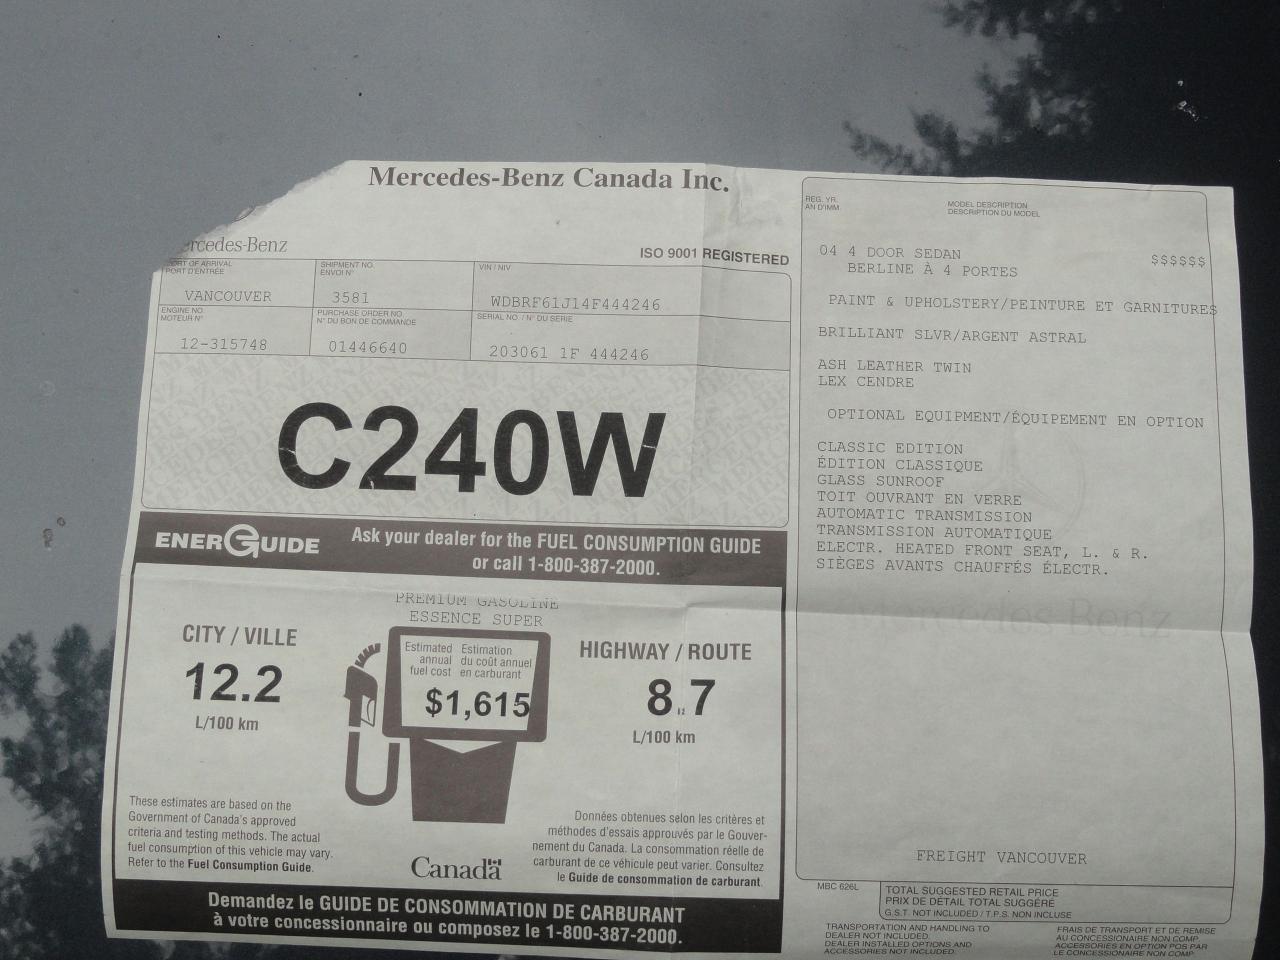 Mercedes-Benz Canada Inc.
ercedes-Benz
ISO 9001 REGISTERED
PORT OF ARRIVAL
PORT D'ENTRÉE
VANCOUVER
SHIPMENT NO.
ENVOI N°
3581
VIN / NIV
WDBRF61J14F444246
ENGINE NO.
MOTEUR N°
12-315748
PURCHASE ORDER NO.
N° DU BON DE COMMANDE
01446640
SERIAL NO. / N° DU SÉRIE
203061 1F 444246
C240W
ENERGUIDE
Ask your dealer for the FUEL CONSUMPTION GUIDE
or call 1-800-387-2000.
PREMIUM GASOLINE
ESSENCE SUPER
CITY / VILLE
12.2
L/100 km
Estimated annual fuel cost
Estimation du coût annuel en carburant
$1,615
HIGHWAY / ROUTE
8.7
L/100 km
These estimates are based on the
Government of Canada's approved
criteria and testing methods. The actual
fuel consumption of this vehicle may vary.
Refer to the Fuel Consumption Guide.
Canada
Données obtenues selon les critères et
méthodes d'essais approuvés par le Gouver-
nement du Canada. La consommation réelle de
carburant de ce véhicule peut varier. Consultez
le Guide de consommation de carburant.
Demandez le GUIDE DE CONSOMMATION DE CARBURANT
à votre concessionnaire ou composez le 1-800-387-2000.
REG. YR.
AN D'IMM.
MODEL DESCRIPTION
DESCRIPTION DU MODEL
04 4 DOOR SEDAN $$$$$$
BERLINE À 4 PORTES
PAINT & UPHOLSTERY/PEINTURE ET GARNITURES
BRILLIANT SLVR/ARGENT ASTRAL
ASH LEATHER TWIN
LEX CENDRE
OPTIONAL EQUIPMENT/ÉQUIPEMENT EN OPTION
CLASSIC EDITION
ÉDITION CLASSIQUE
GLASS SUNROOF
TOIT OUVRANT EN VERRE
AUTOMATIC TRANSMISSION
TRANSMISSION AUTOMATIQUE
ELECTR. HEATED FRONT SEAT, L. & R.
SIÈGES AVANTS CHAUFFÉS ÉLECTR.
Mercedes Benz
FREIGHT VANCOUVER
MBC 626L
TOTAL SUGGESTED RETAIL PRICE
PRIX DE DÉTAIL TOTAL SUGGÉRÉ
G.S.T. NOT INCLUDED / T.P.S. NON INCLUSE
TRANSPORTATION AND HANDLING TO
DEALER NOT INCLUDED.
DEALER INSTALLED OPTIONS AND
ACCESSORIES NOT INCLUDED.
FRAIS DE TRANSPORT ET DE REMISE
AU CONCESSIONNAIRE NON COMP.
ACCESSOIRES EN OPTION POS PAR
LE CONCESSIONNAIRE NON COMP.